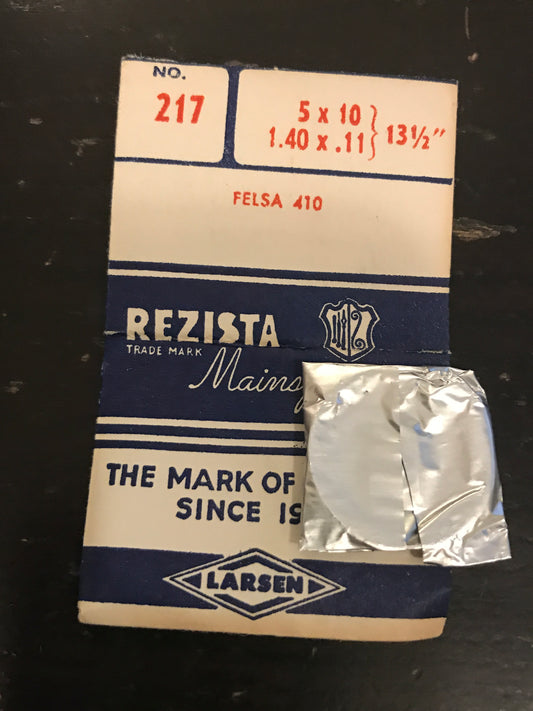 NO.
217
5 x 10
1.40 x .11} 13½"
FELSA 410
REZISTA
TRADE MARK
THE MARK OF
SINCE 19
LARSEN